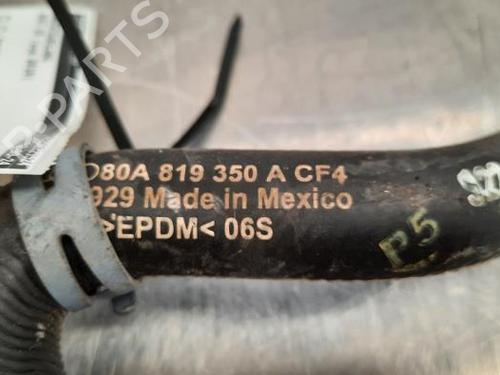 80A 819 350 A CF4
929 Made in Mexico
>EPDM< 06S
P5